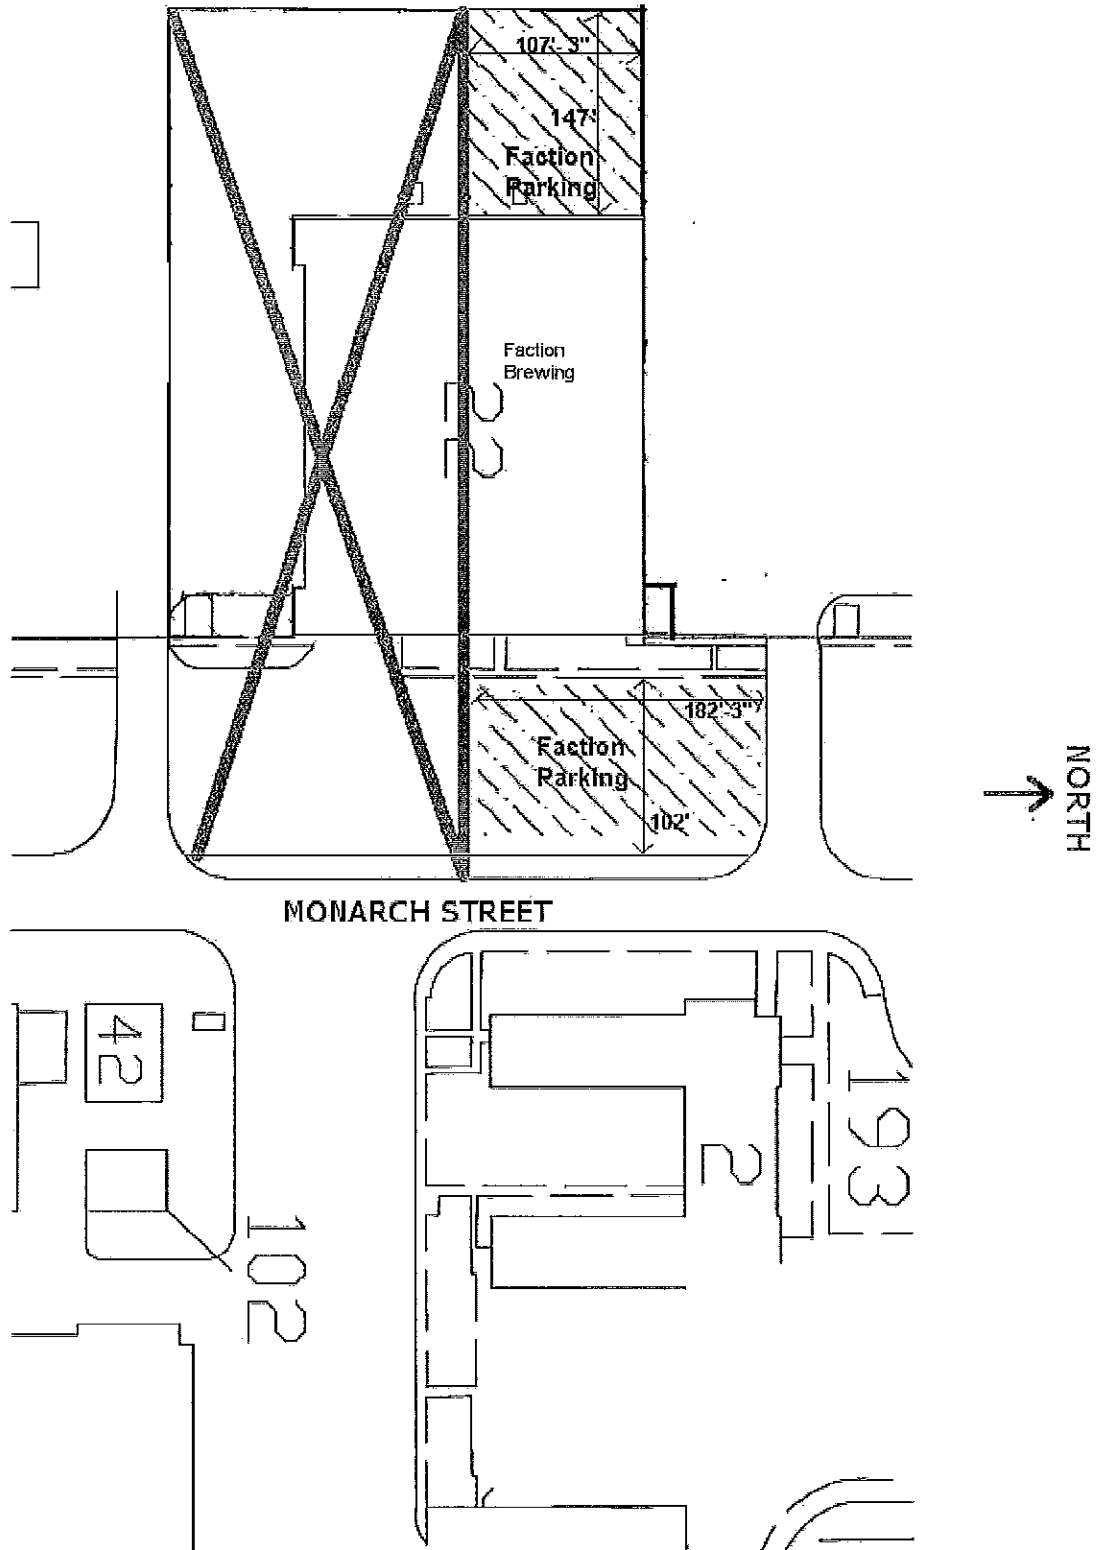 107'-3"
147'
Faction
Parking
Faction
Brewing
22
182'-3"
Faction
Parking
102'
NORTH
MONARCH STREET
42
2
193
102